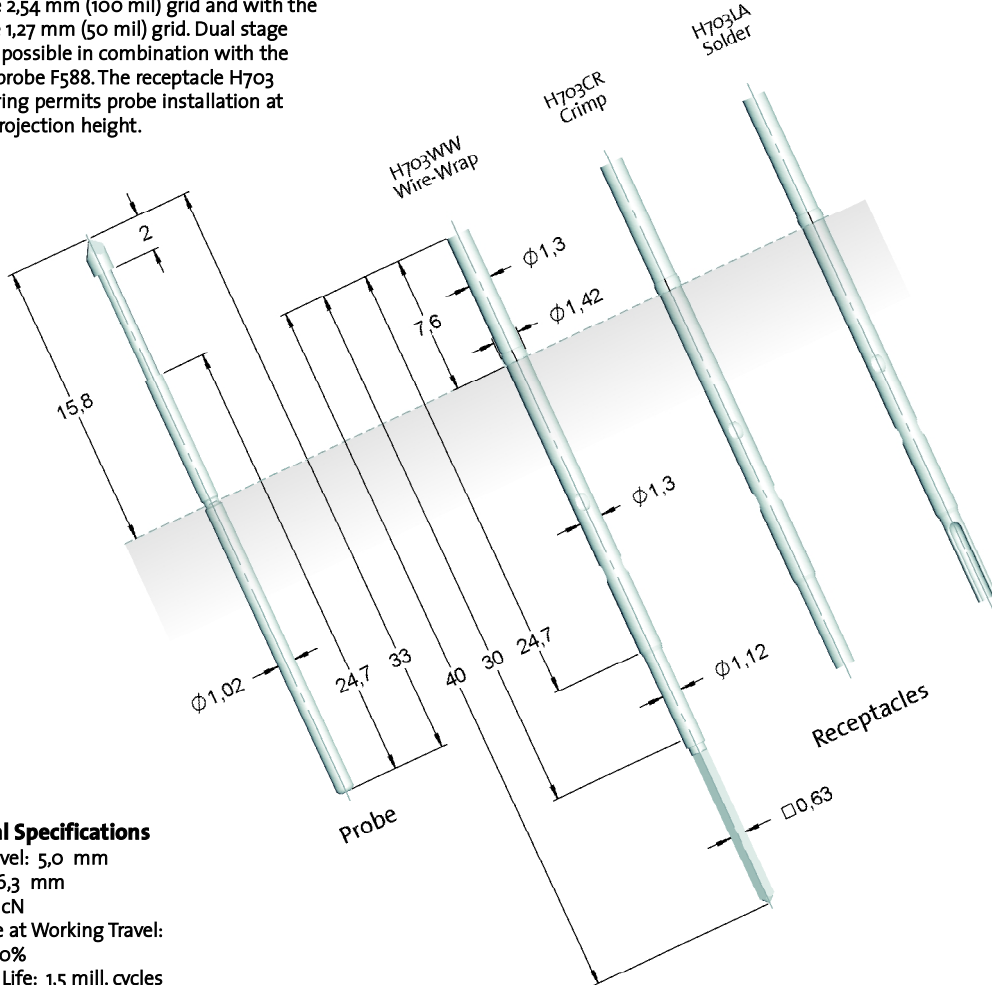 2,54 mm (100 mil) grid and with the
1,27 mm (50 mil) grid. Dual stage
possible in combination with the
probe F588. The receptacle H703
ring permits probe installation at
rojection height.
H703LA
Solder
H703CR
Crimp
H703WW
Wire-Wrap
2
15,8
7,6
Φ1,3
Φ1,42
Φ1,3
Φ1,12
Φ1,02
24,7
33
40
30
24,7
□0,63
Probe
Receptacles
al Specifications
vel: 5,0 mm
6,3 mm
cN
e at Working Travel:
0%
Life: 1,5 mill. cycles